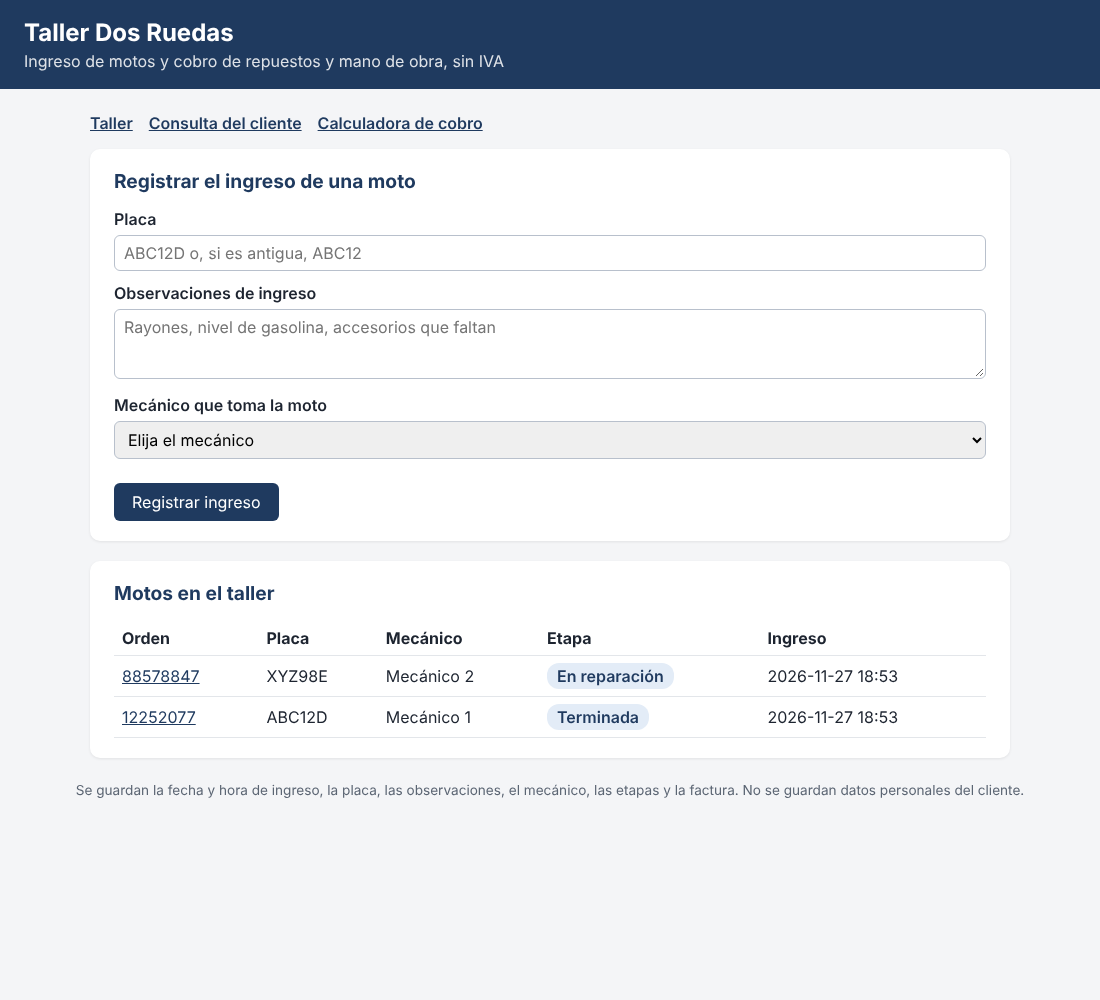 Taller Dos Ruedas
Ingreso de motos y cobro de repuestos y mano de obra, sin IVA
Taller Consulta del cliente Calculadora de cobro
Registrar el ingreso de una moto
Placa
ABC12D o, si es antigua, ABC12
Observaciones de ingreso
Rayones, nivel de gasolina, accesorios que faltan
Mecánico que toma la moto
Elija el mecánico
Registrar ingreso
Motos en el taller
Orden Placa Mecánico Etapa Ingreso
88578847 XYZ98E Mecánico 2 En reparación 2026-11-27 18:53
12252077 ABC12D Mecánico 1 Terminada 2026-11-27 18:53
Se guardan la fecha y hora de ingreso, la placa, las observaciones, el mecánico, las etapas y la factura. No se guardan datos personales del cliente.